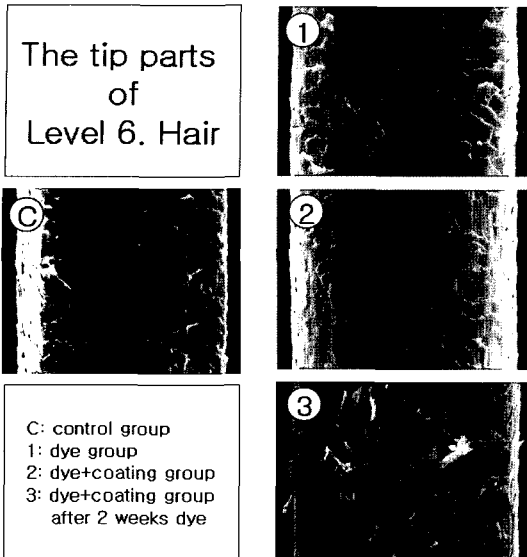 The tip parts
of
Level 6. Hair
1
C
2
3
C: control group
1: dye group
2: dye+coating group
3: dye+coating group
after 2 weeks dye